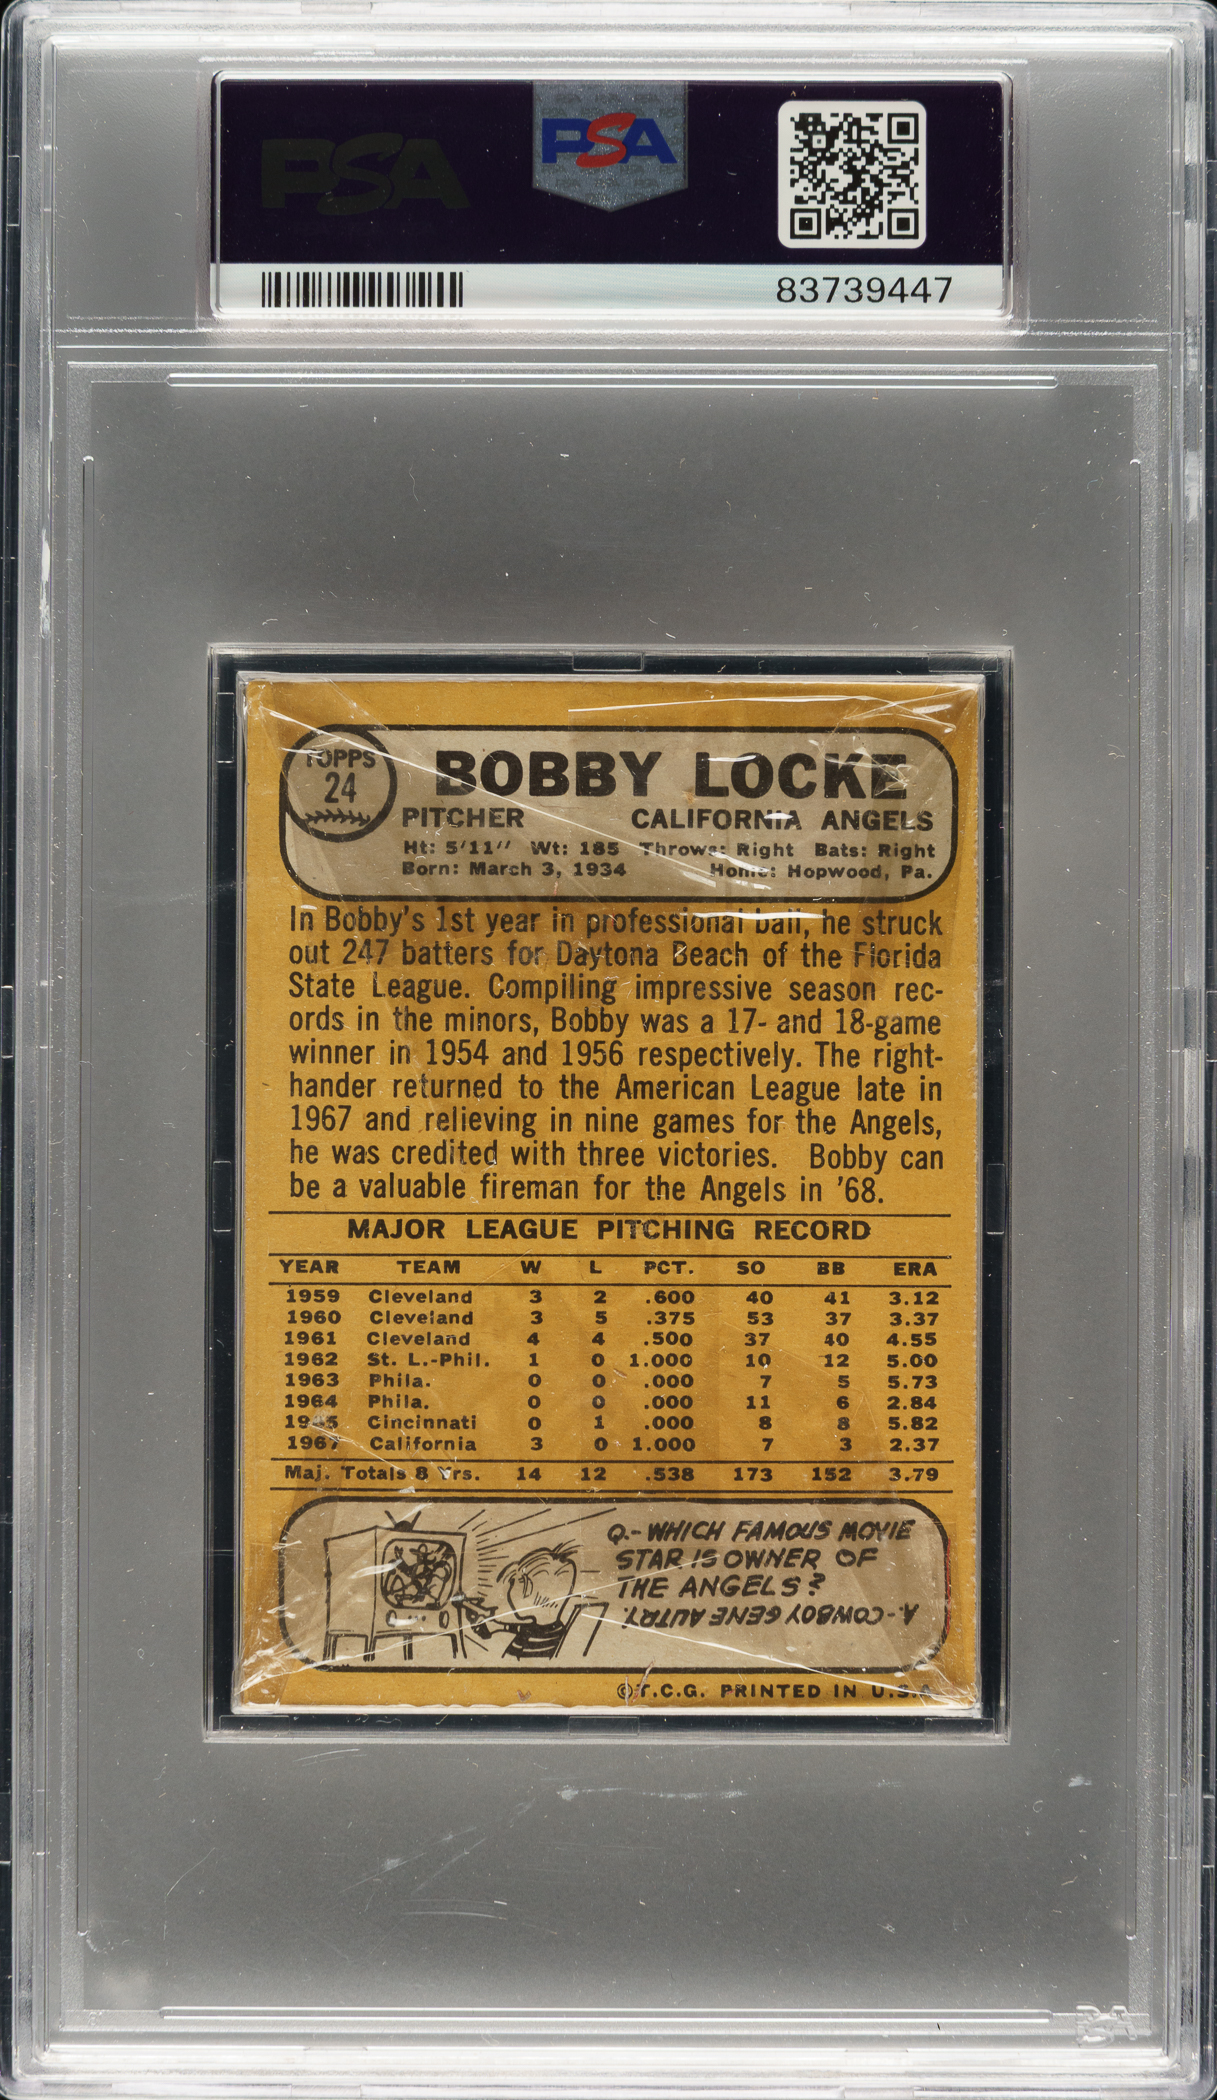 PSA
PSA
83739447
TOPPS
24
BOBBY LOCKE
PITCHER CALIFORNIA ANGELS
Ht: 5'11" Wt: 185 Throws: Right Bats: Right
Born: March 3, 1934 Home: Hopwood, Pa.
In Bobby's 1st year in professional ball, he struck
out 247 batters for Daytona Beach of the Florida
State League. Compiling impressive season rec-
ords in the minors, Bobby was a 17- and 18-game
winner in 1954 and 1956 respectively. The right-
hander returned to the American League late in
1967 and relieving in nine games for the Angels,
he was credited with three victories. Bobby can
be a valuable fireman for the Angels in '68.
MAJOR LEAGUE PITCHING RECORD
YEAR TEAM W L PCT. SO BB ERA
1959 Cleveland 3 2 .600 40 41 3.12
1960 Cleveland 3 5 .375 53 37 3.37
1961 Cleveland 4 4 .500 37 40 4.55
1962 St. L.-Phil. 1 0 1.000 10 12 5.00
1963 Phila. 0 0 .000 7 5 5.73
1964 Phila. 0 0 .000 11 6 2.84
1965 Cincinnati 0 1 .000 8 8 5.82
1967 California 3 0 1.000 7 3 2.37
Maj. Totals 8 Yrs. 14 12 .538 173 152 3.79
Q.- WHICH FAMOUS MOVIE
STAR IS OWNER OF
THE ANGELS?
A.- COWBOY GENE AUTRY.
©T.C.G. PRINTED IN U.S.A.
PSA